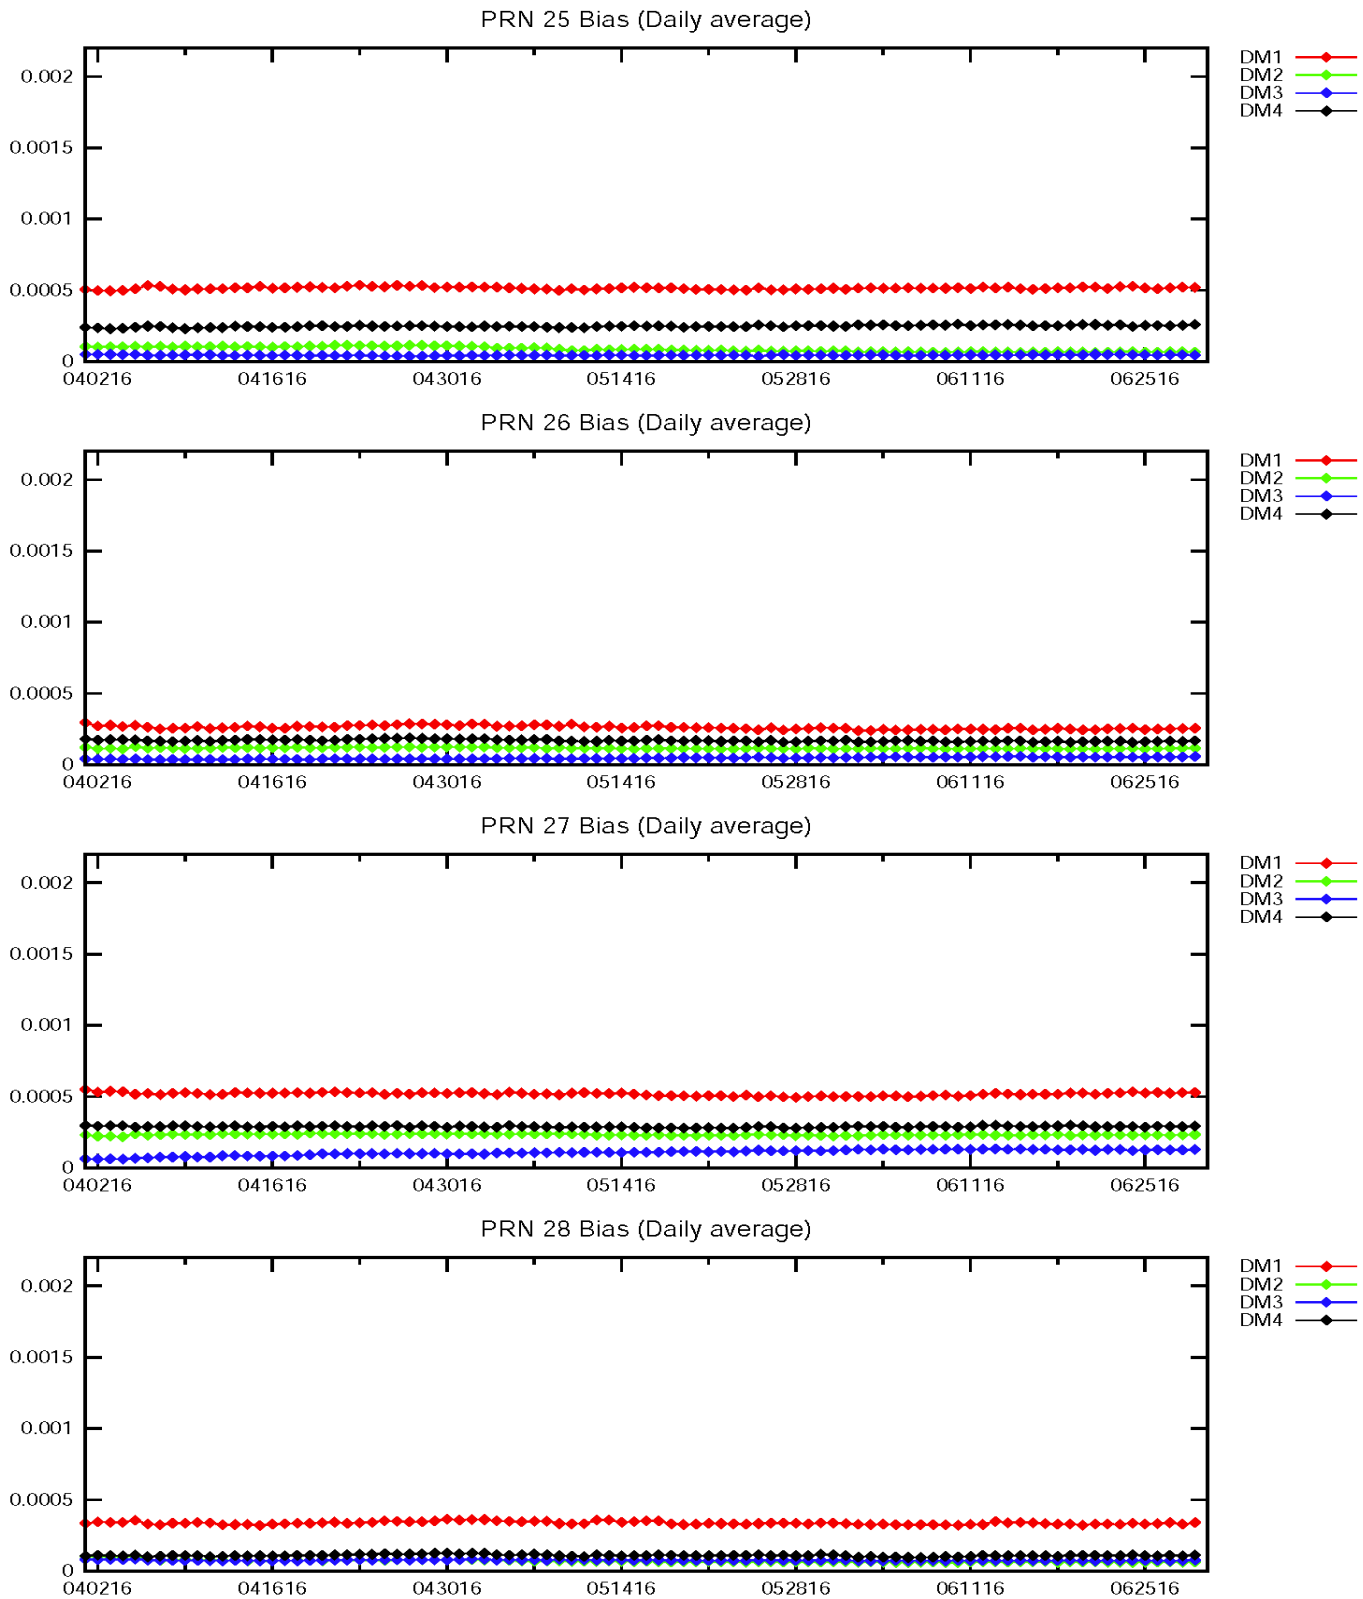 PRN 25 Bias (Daily average)
0.002
0.0015
0.001
0.0005
0
040216 041616 043016 051416 052816 061116 062516
DM1
DM2
DM3
DM4
PRN 26 Bias (Daily average)
0.002
0.0015
0.001
0.0005
0
040216 041616 043016 051416 052816 061116 062516
DM1
DM2
DM3
DM4
PRN 27 Bias (Daily average)
0.002
0.0015
0.001
0.0005
0
040216 041616 043016 051416 052816 061116 062516
DM1
DM2
DM3
DM4
PRN 28 Bias (Daily average)
0.002
0.0015
0.001
0.0005
0
040216 041616 043016 051416 052816 061116 062516
DM1
DM2
DM3
DM4